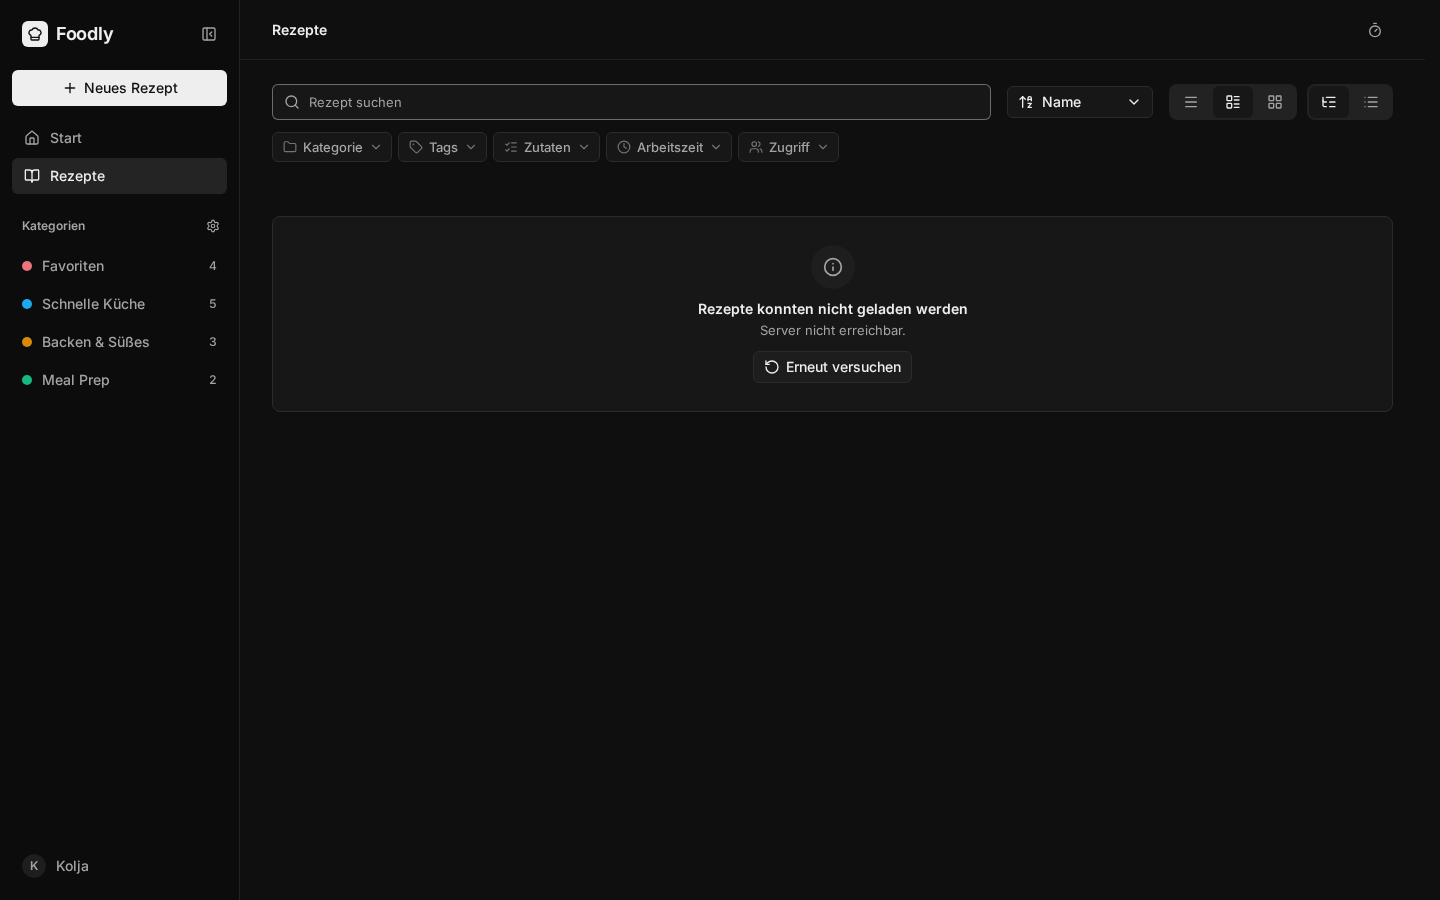 Foodly
Neues Rezept
Start
Rezepte
Kategorien
Favoriten 4
Schnelle Küche 5
Backen & Süßes 3
Meal Prep 2
K Kolja
Rezepte
Rezept suchen
Name
Kategorie
Tags
Zutaten
Arbeitszeit
Zugriff
Rezepte konnten nicht geladen werden
Server nicht erreichbar.
Erneut versuchen